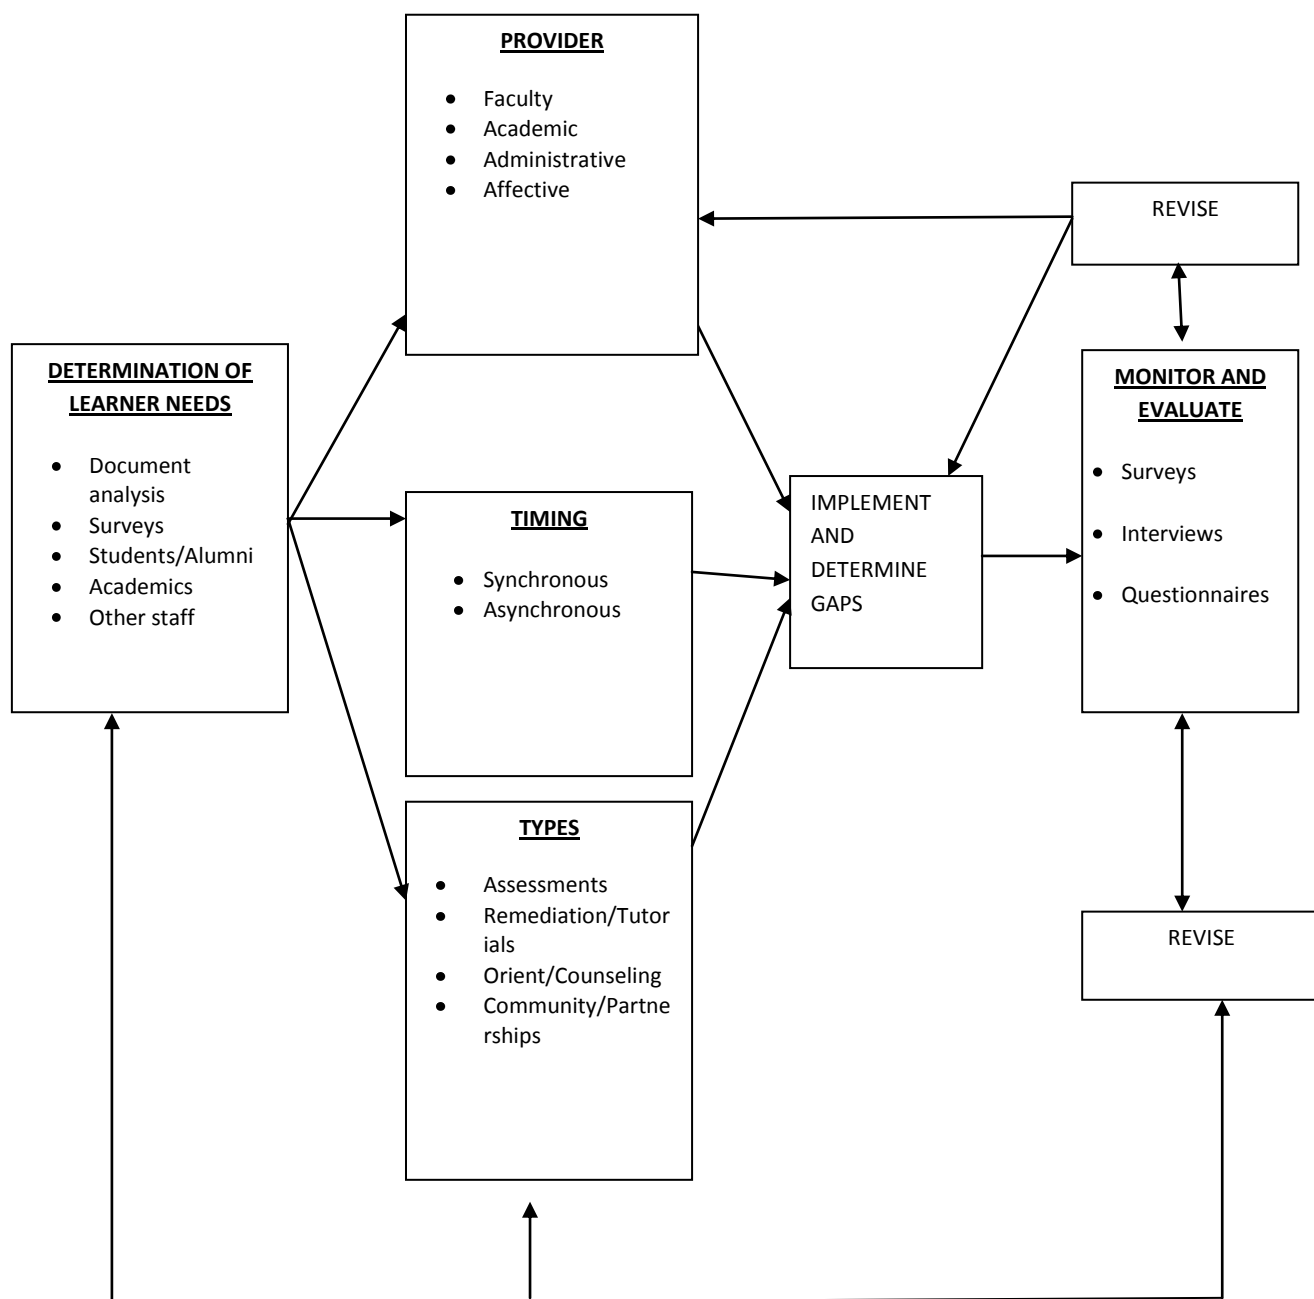 PROVIDER
• Faculty
• Academic
• Administrative
• Affective
REVISE
DETERMINATION OF
LEARNER NEEDS
• Document
analysis
• Surveys
• Students/Alumni
• Academics
• Other staff
TIMING
• Synchronous
• Asynchronous
IMPLEMENT
AND
DETERMINE
GAPS
MONITOR AND
EVALUATE
• Surveys
• Interviews
• Questionnaires
TYPES
• Assessments
• Remediation/Tutor
ials
• Orient/Counseling
• Community/Partne
rships
REVISE